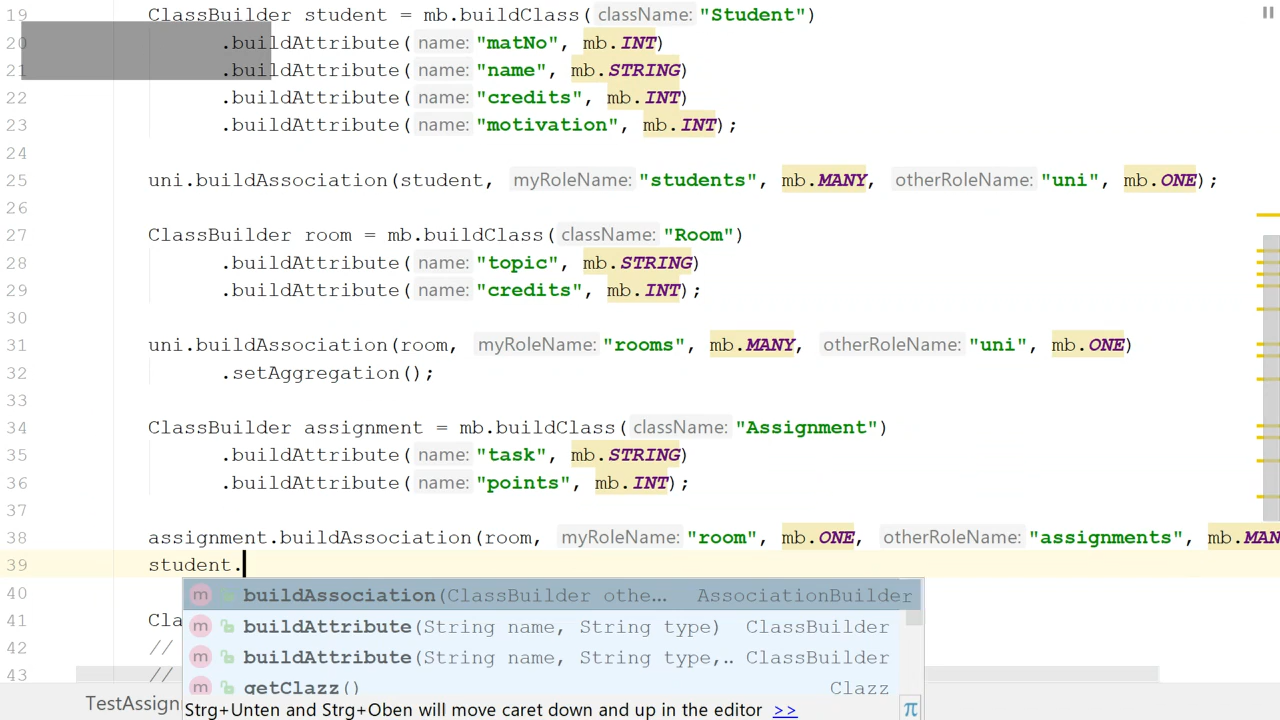 19 ClassBuilder student = mb.buildClass( className: "Student")
20 .buildAttribute( name: "matNo", mb.INT)
21 .buildAttribute( name: "name", mb.STRING)
22 .buildAttribute( name: "credits", mb.INT)
23 .buildAttribute( name: "motivation", mb.INT);
24
25 uni.buildAssociation(student, myRoleName: "students", mb.MANY, otherRoleName: "uni", mb.ONE);
26
27 ClassBuilder room = mb.buildClass( className: "Room")
28 .buildAttribute( name: "topic", mb.STRING)
29 .buildAttribute( name: "credits", mb.INT);
30
31 uni.buildAssociation(room, myRoleName: "rooms", mb.MANY, otherRoleName: "uni", mb.ONE)
32 .setAggregation();
33
34 ClassBuilder assignment = mb.buildClass( className: "Assignment")
35 .buildAttribute( name: "task", mb.STRING)
36 .buildAttribute( name: "points", mb.INT);
37
38 assignment.buildAssociation(room, myRoleName: "room", mb.ONE, otherRoleName: "assignments", mb.MAN
39 student.
40 buildAssociation(ClassBuilder othe... AssociationBuilder
41 Cla
buildAttribute(String name, String type) ClassBuilder
42 //
buildAttribute(String name, String type,.. ClassBuilder
43 //
getClazz() Clazz
TestAssign
Strg+Unten and Strg+Oben will move caret down and up in the editor >> π